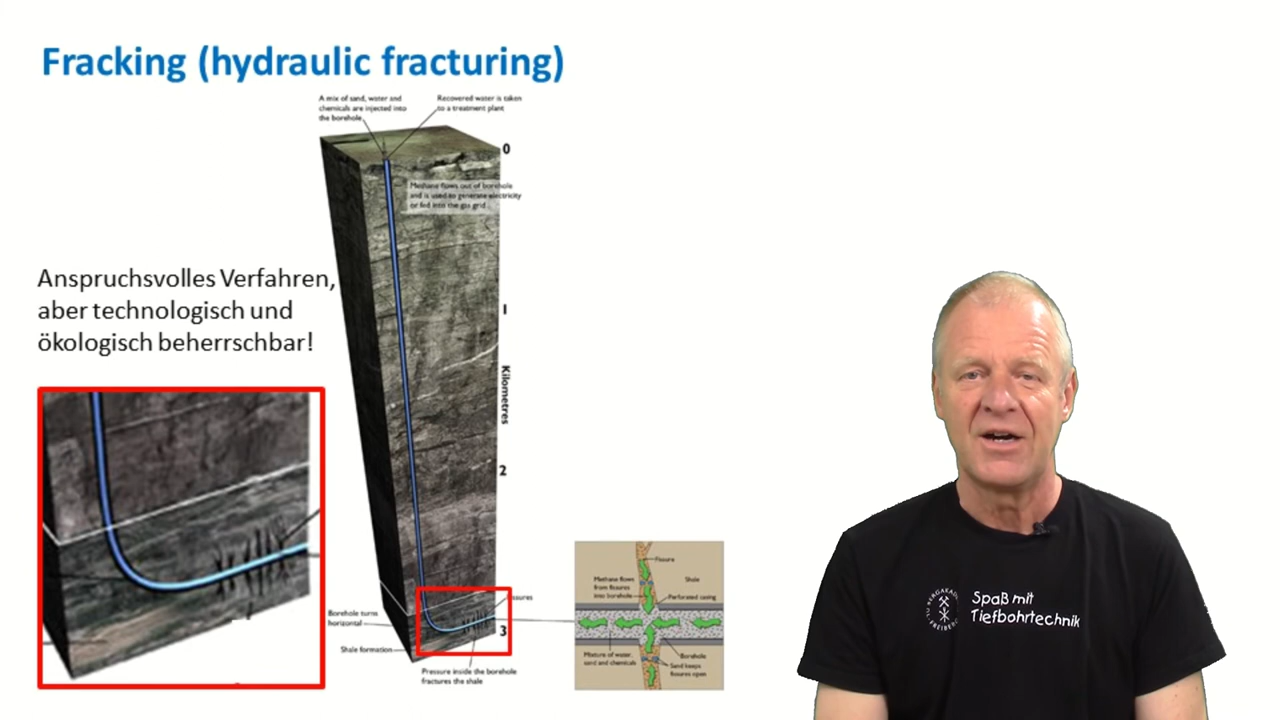 Fracking (hydraulic fracturing)
A mix of sand, water and
chemicals are injected into
the borehole
Recovered water is taken
to a treatment plant
0
Methane flows out of borehole
and is used to generate electricity
or fed into the gas grid
Anspruchsvolles Verfahren,
aber technologisch und
ökologisch beherrschbar!
1
Kilometres
2
Borehole turns
horizontal
Fissures
3
Shale formation
Pressure inside the borehole
fractures the shale
Fissure
Methane flows
from fissures
into borehole
Shale
Perforated casing
Mixture of water,
sand and chemicals
Borehole
Sand keeps
fissures open
BERGAKADEMIE
TU FREIBERG
Spaß mit
Tiefbohrtechnik